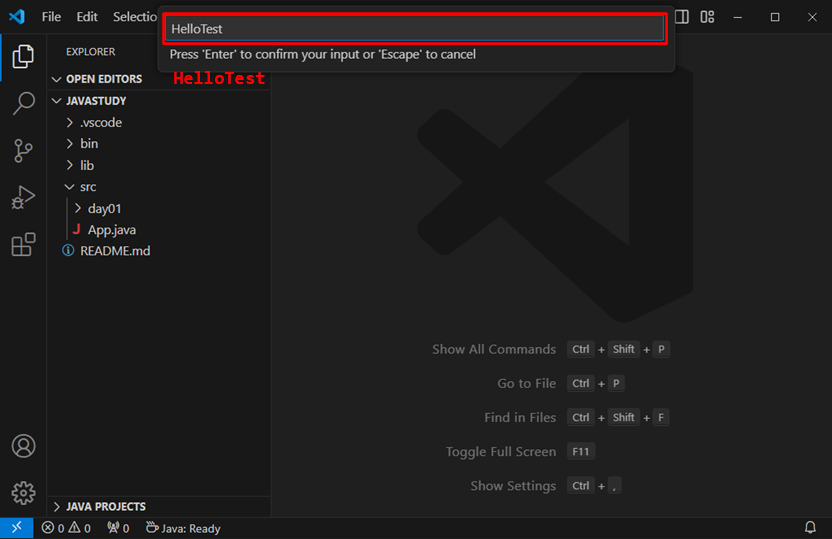 File Edit Selectio
HelloTest
Press 'Enter' to confirm your input or 'Escape' to cancel
EXPLORER
OPEN EDITORS
HelloTest
JAVASTUDY
.vscode
bin
lib
src
day01
J App.java
README.md
Show All Commands Ctrl + Shift + P
Go to File Ctrl + P
Find in Files Ctrl + Shift + F
Toggle Full Screen F11
Show Settings Ctrl + ,
JAVA PROJECTS
0 0 0 Java: Ready